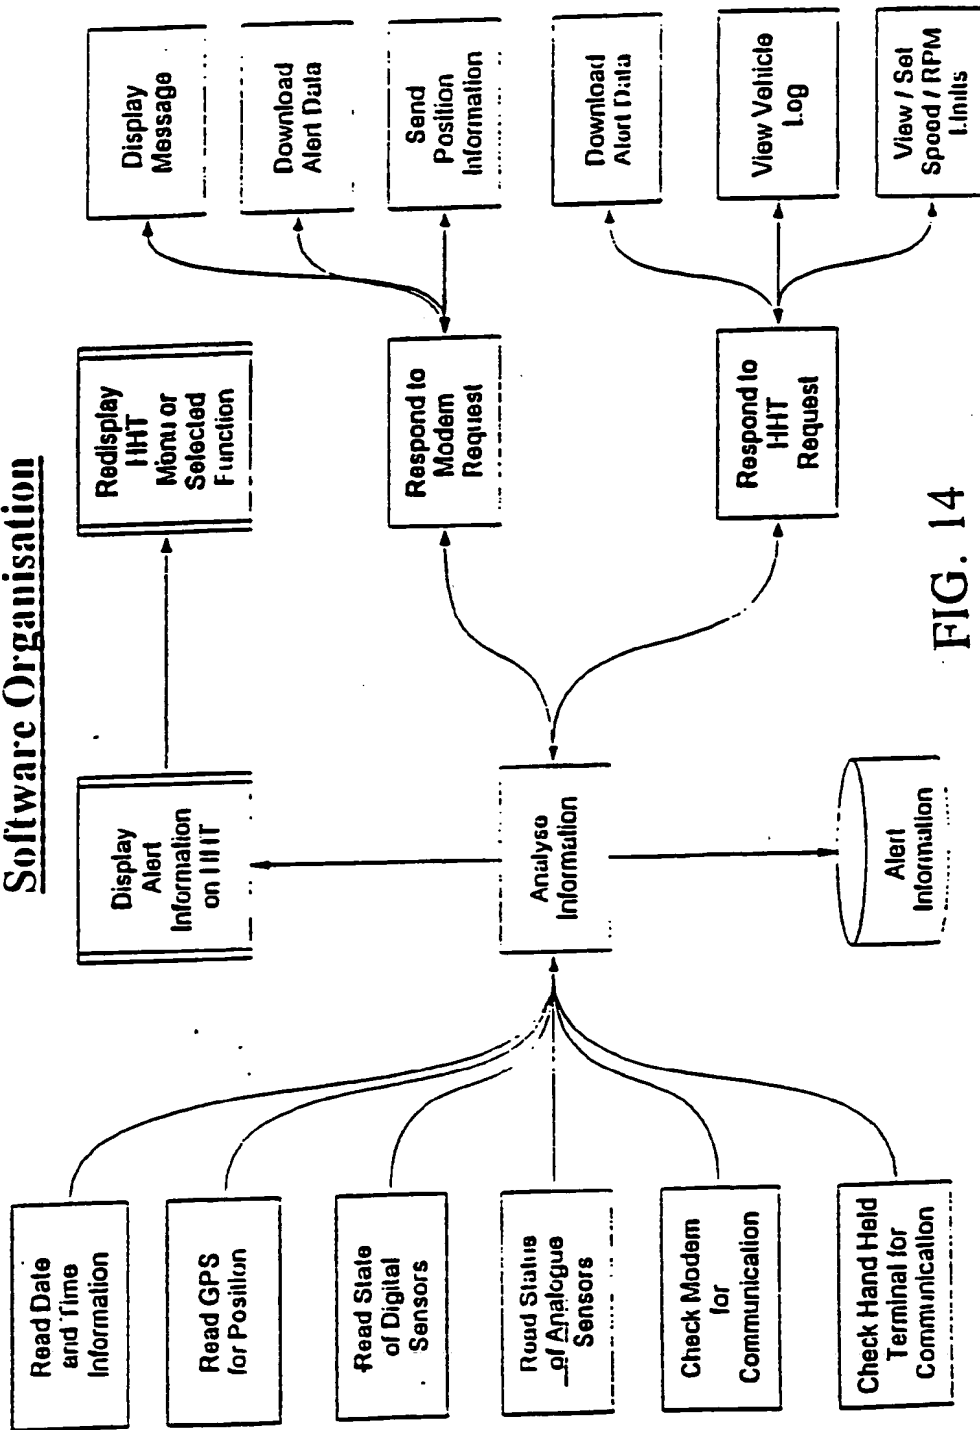 Software Organisation
Read Date
and Time
Information
Read GPS
for Position
Read State
of Digital
Sensors
Read State
of Analogue
Sensors
Check Modem
for
Communication
Check Hand Held
Terminal for
Communication
Display
Alert
Information
on HHT
Analyse
Information
Alert
Information
Redisplay
HHT
Menu or
Selected
Function
Respond to
Modem
Request
Respond to
HHT
Request
Display
Message
Download
Alert Data
Send
Position
Information
Download
Alert Data
View Vehicle
Log
View / Set
Speed / RPM
Limits
FIG. 14